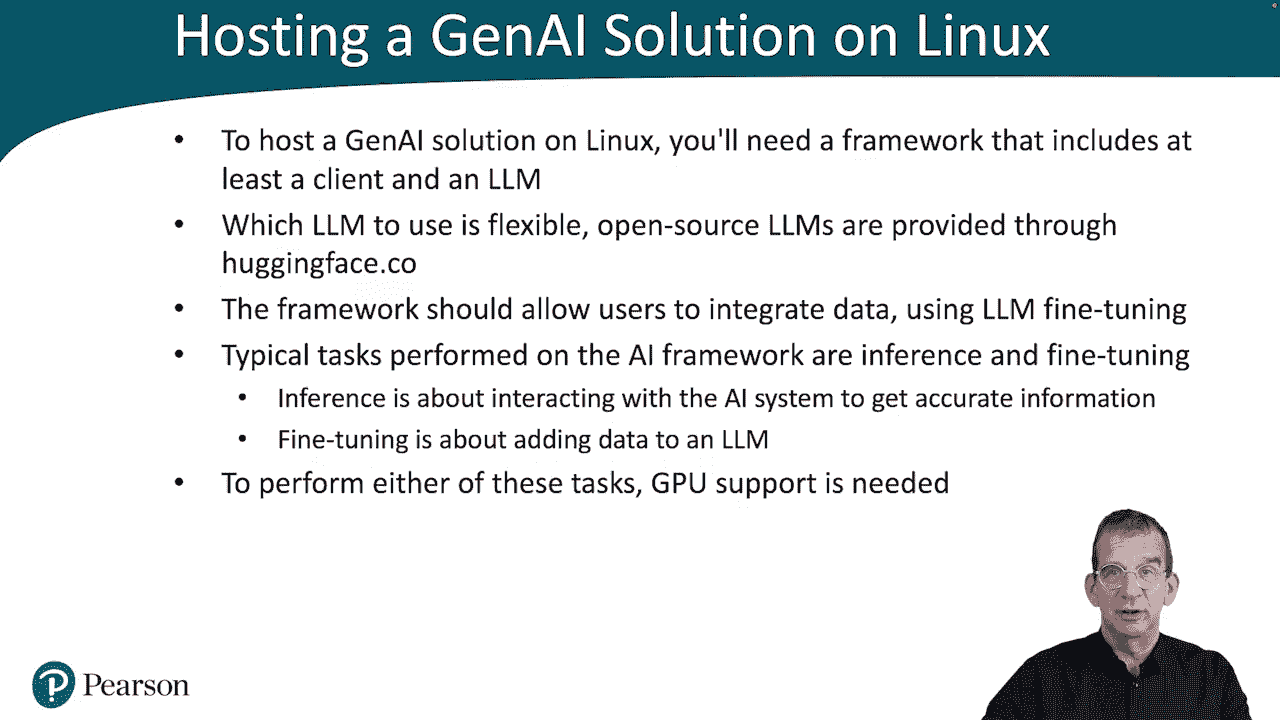 Hosting a GenAI Solution on Linux
• To host a GenAI solution on Linux, you'll need a framework that includes at
least a client and an LLM
• Which LLM to use is flexible, open-source LLMs are provided through
huggingface.co
• The framework should allow users to integrate data, using LLM fine-tuning
• Typical tasks performed on the AI framework are inference and fine-tuning
• Inference is about interacting with the AI system to get accurate information
• Fine-tuning is about adding data to an LLM
• To perform either of these tasks, GPU support is needed
Pearson